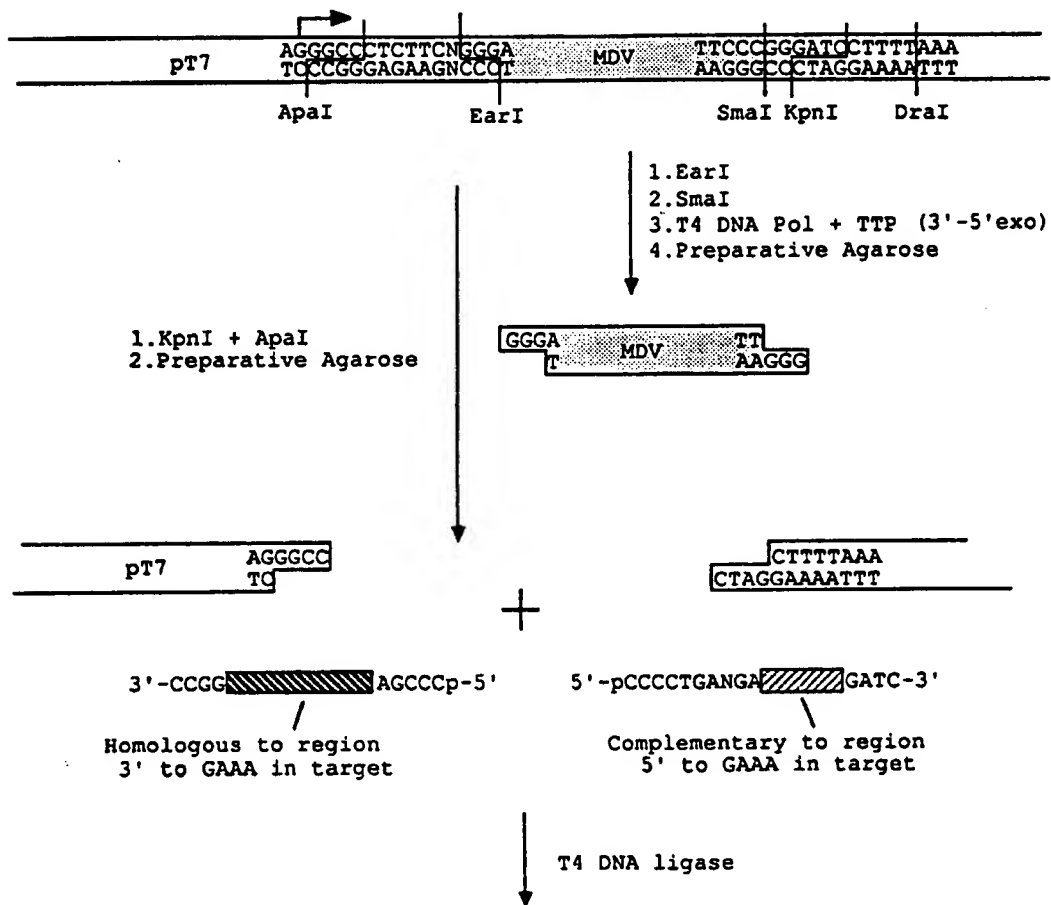 AGGGCCCTCTTCNGGGA TTCCCGGGGATCCTTTTAAA
pT7 MDV
TCCCGGGAGAAGNCCCT AAGGGCCCCTAGGAAAATTT
ApaI EarI SmaI KpnI DraI
1.EarI
2.SmaI
3.T4 DNA Pol + TTP (3'-5'exo)
4.Preparative Agarose
1.KpnI + ApaI
2.Preparative Agarose
GGGA TT
MDV
T AAGGG
AGGGCC CTTTTAAA
pT7
TC CTAGGAAAATTT
+
3'-CCGG AGCCCp-5' 5'-pCCCCTGANGA GATC-3'
Homologous to region
3' to GAAA in target
Complementary to region
5' to GAAA in target
T4 DNA ligase